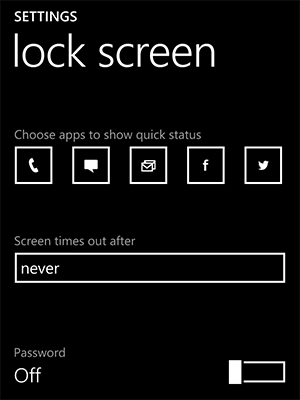 SETTINGS
lock screen
Choose apps to show quick status
Screen times out after
never
Password
Off